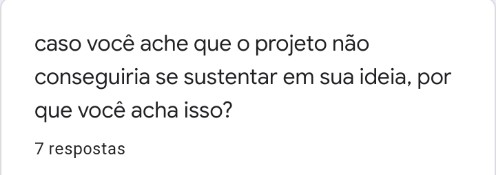 caso você ache que o projeto não
conseguiria se sustentar em sua ideia, por
que você acha isso?
7 respostas